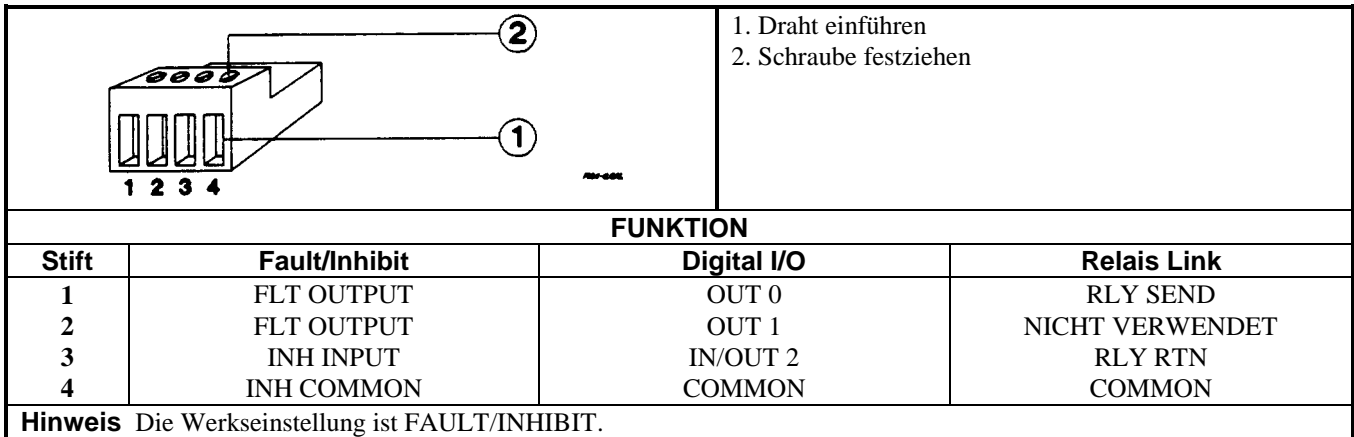 2
1
1 2 3 4
1. Draht einführen
2. Schraube festziehen
FUNKTION
Stift Fault/Inhibit Digital I/O Relais Link
1 FLT OUTPUT OUT 0 RLY SEND
2 FLT OUTPUT OUT 1 NICHT VERWENDET
3 INH INPUT IN/OUT 2 RLY RTN
4 INH COMMON COMMON COMMON
Hinweis Die Werkseinstellung ist FAULT/INHIBIT.